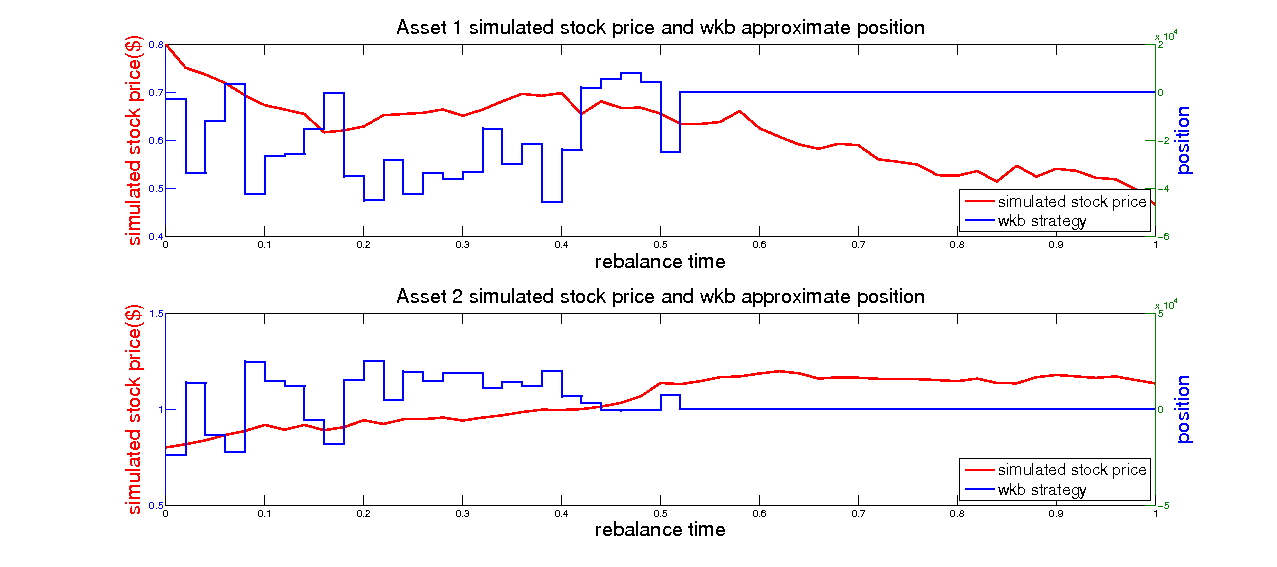 Asset 1 simulated stock price and wkb approximate position
x 10^4
simulated stock price($)
0.8
0.7
0.6
0.5
0.4
2
0
−2
−4
−6
position
simulated stock price
wkb strategy
0 0.1 0.2 0.3 0.4 0.5 0.6 0.7 0.8 0.9 1
rebalance time
Asset 2 simulated stock price and wkb approximate position
x 10^4
simulated stock price($)
1.5
1
0.5
5
0
−5
position
simulated stock price
wkb strategy
0 0.1 0.2 0.3 0.4 0.5 0.6 0.7 0.8 0.9 1
rebalance time